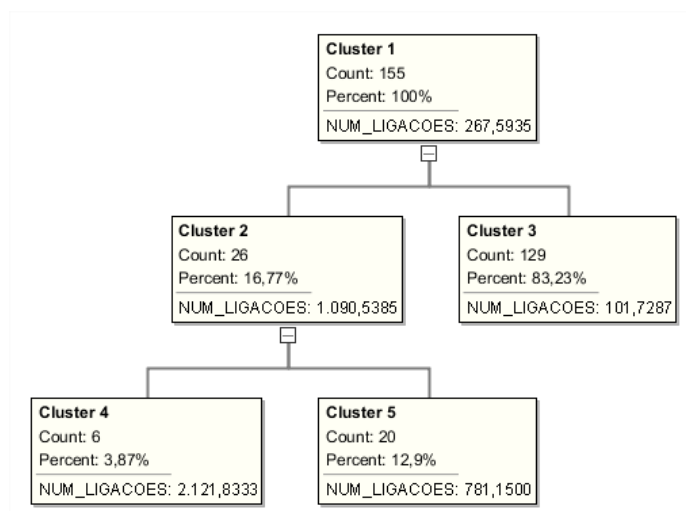 Cluster 1
Count: 155
Percent: 100%
NUM_LIGACOES: 267,5935
Cluster 2
Count: 26
Percent: 16,77%
NUM_LIGACOES: 1.090,5385
Cluster 3
Count: 129
Percent: 83,23%
NUM_LIGACOES: 101,7287
Cluster 4
Count: 6
Percent: 3,87%
NUM_LIGACOES: 2.121,8333
Cluster 5
Count: 20
Percent: 12,9%
NUM_LIGACOES: 781,1500